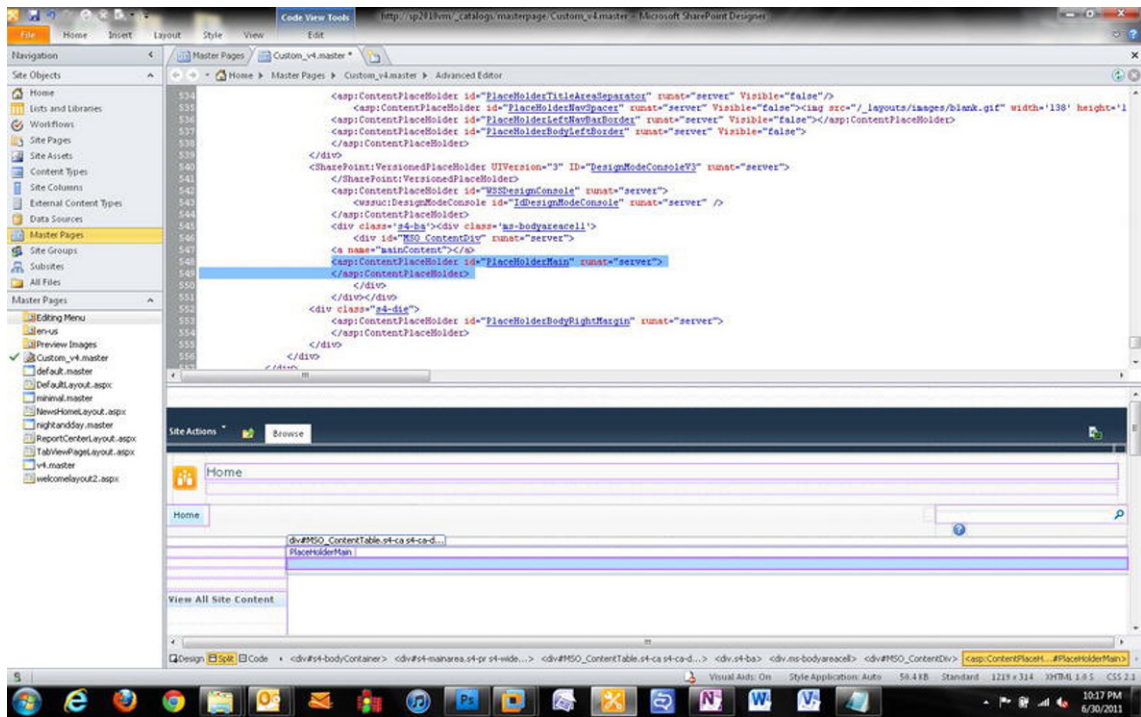 Code View Tools
http://sp2010vm/_catalogs/masterpage/Custom_v4.master - Microsoft SharePoint Designer
File Home Insert Layout Style View Edit
Navigation
Master Pages Custom_v4.master *
Site Objects
Home Master Pages Custom_v4.master Advanced Editor
Home
Lists and Libraries
Workflows
Site Pages
Site Assets
Content Types
Site Columns
External Content Types
Data Sources
Master Pages
Site Groups
Subsites
All Files
Master Pages
Editing Menu
en-us
Preview Images
Custom_v4.master
default.master
DefaultLayout.aspx
minimal.master
NewsHomeLayout.aspx
nightandday.master
ReportCenterLayout.aspx
TabViewPageLayout.aspx
v4.master
welcomelayout2.aspx
534 <asp:ContentPlaceHolder id="PlaceHolderTitleAreaSeparator" runat="server" Visible="false"/>
535 <asp:ContentPlaceHolder id="PlaceHolderNavSpacer" runat="server" Visible="false"><img src="/_layouts/images/blank.gif" width='138' height='1
536 <asp:ContentPlaceHolder id="PlaceHolderLeftNavBarBorder" runat="server" Visible="false"></asp:ContentPlaceHolder>
537 <asp:ContentPlaceHolder id="PlaceHolderBodyLeftBorder" runat="server" Visible="false">
538 </asp:ContentPlaceHolder>
539 </div>
540 <SharePoint:VersionedPlaceHolder UIVersion="3" ID="DesignModeConsoleV3" runat="server">
541 </SharePoint:VersionedPlaceHolder>
542 <asp:ContentPlaceHolder id="WSSDesignConsole" runat="server">
543 <wssuc:DesignModeConsole id="IdDesignModeConsole" runat="server" />
544 </asp:ContentPlaceHolder>
545 <div class='s4-ba'><div class='ms-bodyareacell'>
546 <div id="MSO_ContentDiv" runat="server">
547 <a name="mainContent"></a>
548 <asp:ContentPlaceHolder id="PlaceHolderMain" runat="server">
549 </asp:ContentPlaceHolder>
550 </div>
551 </div></div>
552 <div class="s4-die">
553 <asp:ContentPlaceHolder id="PlaceHolderBodyRightMargin" runat="server">
554 </asp:ContentPlaceHolder>
555 </div>
556 </div>
557 </div>
Site Actions Browse
Home
Home
div#MSO_ContentTable.s4-ca s4-ca-d...
PlaceHolderMain
View All Site Content
Design Split Code <div#s4-bodyContainer> <div#s4-mainarea.s4-pr s4-wide...> <div#MSO_ContentTable.s4-ca s4-ca-d...> <div.s4-ba> <div.ms-bodyareacell> <div#MSO_ContentDiv> <asp:ContentPlaceH...#PlaceHolderMain>
Visual Aids: On Style Application: Auto 50.4 KB Standard 1219 x 314 XHTML 1.0 S CSS 2.1
10:17 PM
6/30/2011